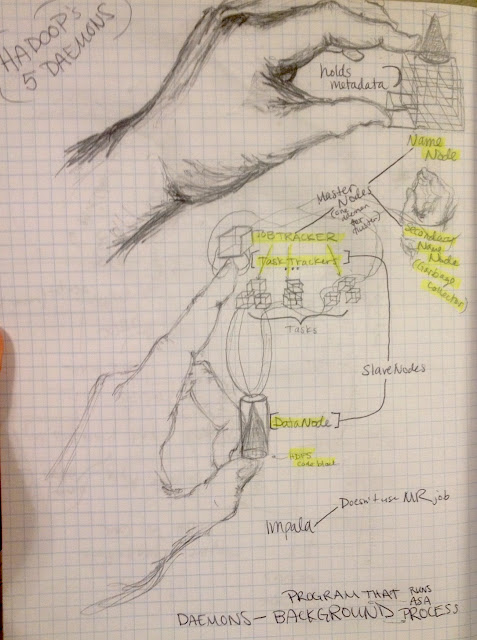 HADOOP'S
5 DAEMONS
holds
metadata
Name
Node
Master
Nodes
(one
per
cluster)
Secondary
Name
Node
(garbage
collector)
JOBTRACKER
TaskTrackers
...
Tasks
SlaveNodes
DataNode
HDFS
code block
Impala
Doesn't use MR job
DAEMONS — BACKGROUND PROCESS
PROGRAM THAT RUNS
AS A